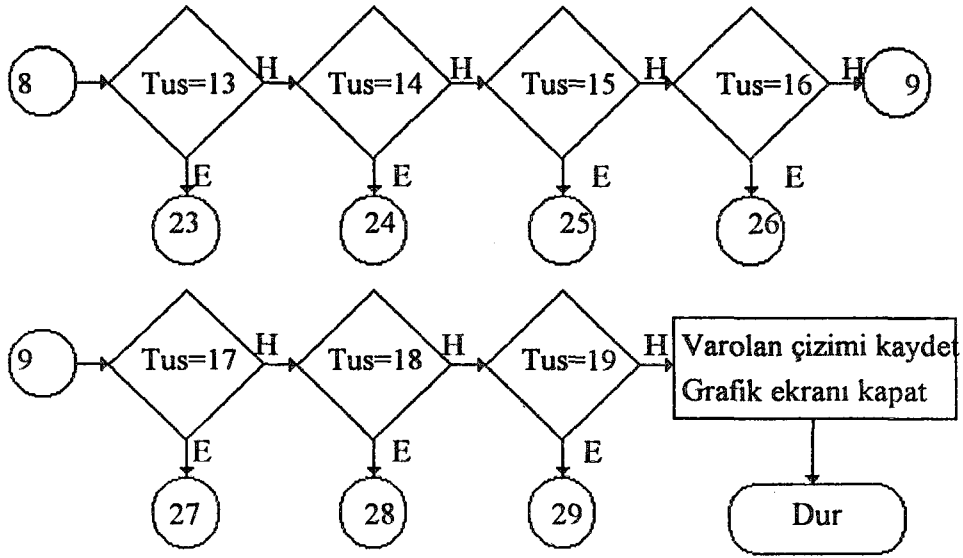 8 Tus=13 H Tus=14 H Tus=15 H Tus=16 H 9
E E E E
23 24 25 26
9 Tus=17 H Tus=18 H Tus=19 H Varolan çizimi kaydet
Grafik ekranı kapat
E E E
27 28 29 Dur